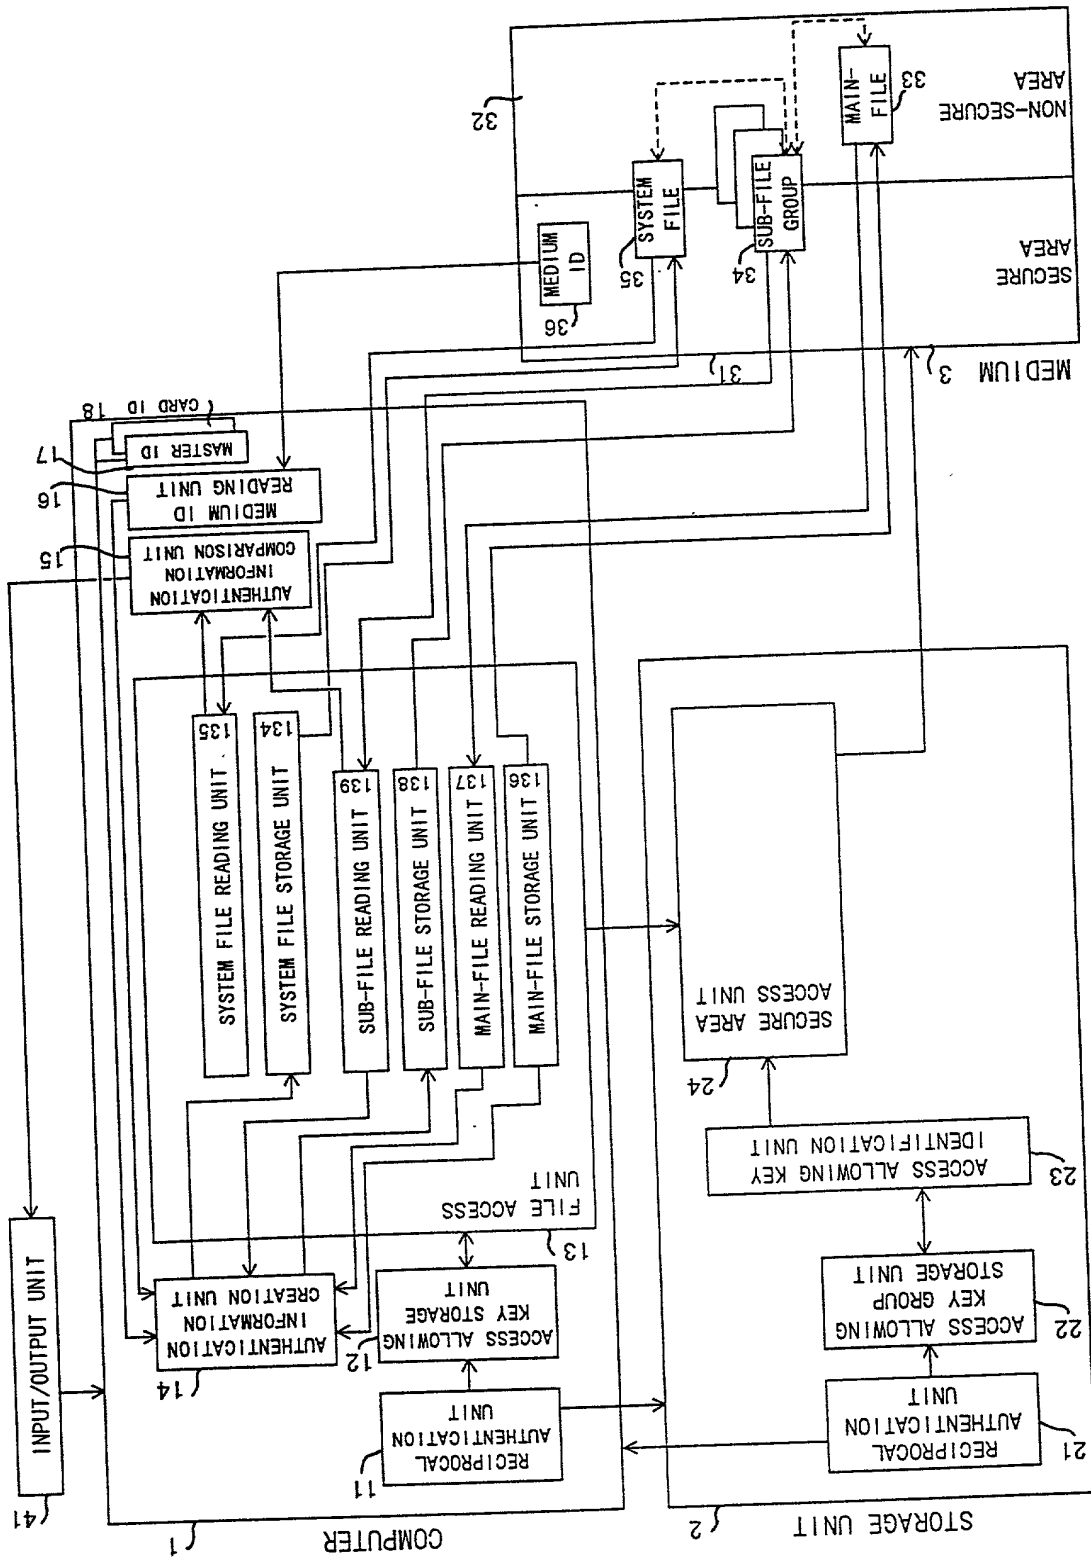 41
INPUT/OUTPUT UNIT
1
COMPUTER
11
RECIPROCAL
AUTHENTICATION
UNIT
12
ACCESS ALLOWING
KEY STORAGE
UNIT
14
AUTHENTICATION
INFORMATION
CREATION UNIT
13
FILE ACCESS
UNIT
SYSTEM FILE READING UNIT 135
SYSTEM FILE STORAGE UNIT 134
SUB-FILE READING UNIT 139
SUB-FILE STORAGE UNIT 138
MAIN-FILE READING UNIT 137
MAIN-FILE STORAGE UNIT 136
15
AUTHENTICATION
INFORMATION
COMPARISON UNIT
16
MEDIUM ID
READING UNIT
17
MASTER ID
CARD ID 18
2
STORAGE UNIT
21
RECIPROCAL
AUTHENTICATION
UNIT
22
ACCESS ALLOWING
KEY GROUP
STORAGE UNIT
23
ACCESS ALLOWING KEY
IDENTIFICATION UNIT
24
SECURE AREA
ACCESS UNIT
MEDIUM 3
31
SECURE
AREA
36
MEDIUM
ID
35
SYSTEM
FILE
34
SUB-FILE
GROUP
32
NON-SECURE
AREA
33
MAIN-
FILE